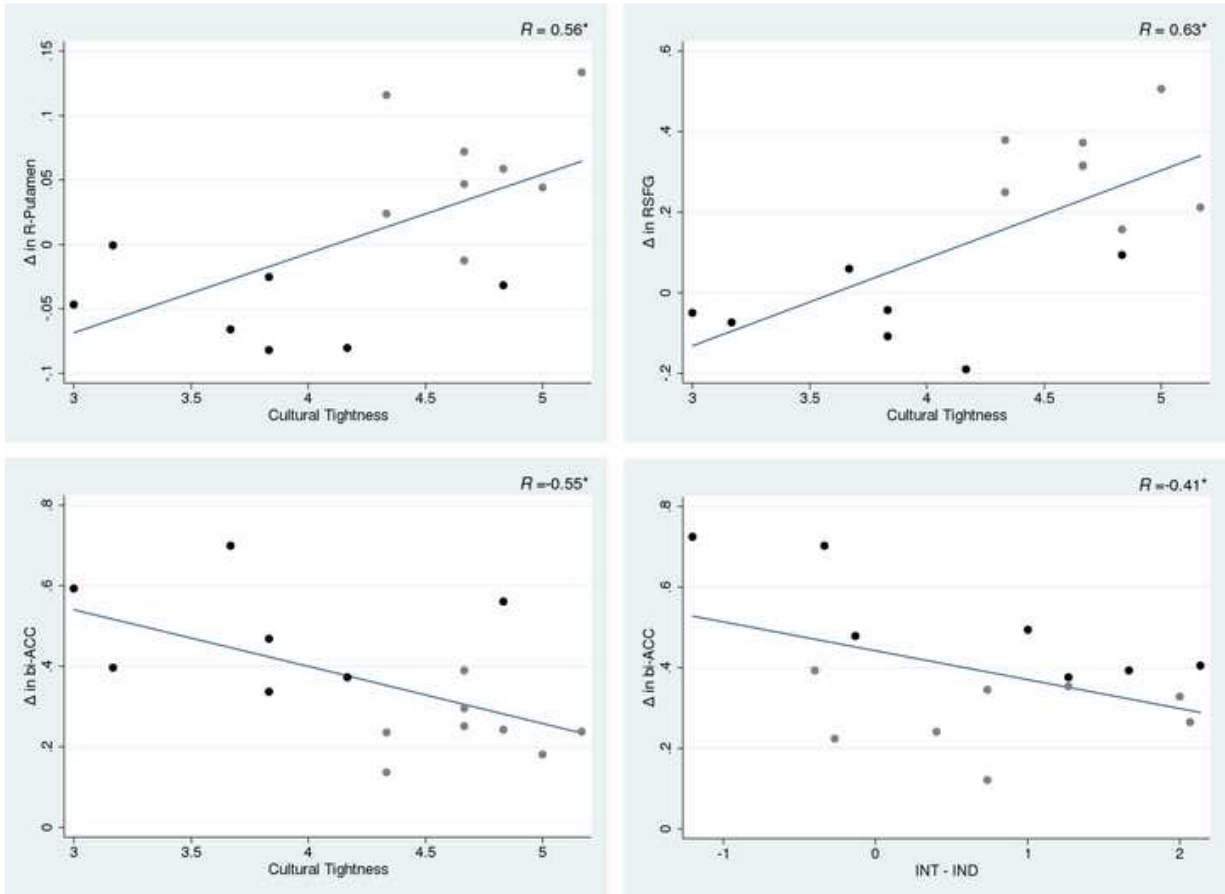 R = 0.56*
.15
.1
.05
0
-.05
-.1
Δ in R-Putamen
3 3.5 4 4.5 5
Cultural Tightness
R = 0.63*
.6
.4
.2
0
-.2
Δ in RSFG
3 3.5 4 4.5 5
Cultural Tightness
R =-0.55*
.8
.6
.4
.2
0
Δ in bi-ACC
3 3.5 4 4.5 5
Cultural Tightness
R =-0.41*
.8
.6
.4
.2
0
Δ in bi-ACC
-1 0 1 2
INT - IND